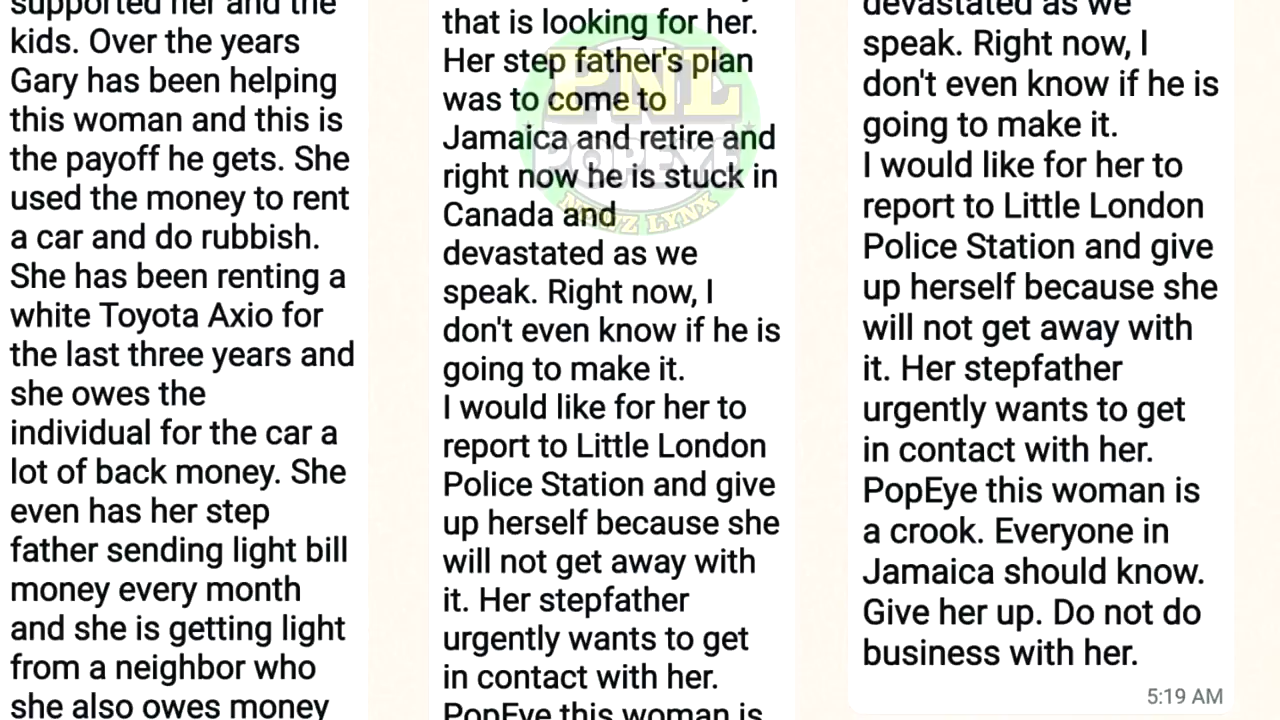 supported her and the
kids. Over the years
Gary has been helping
this woman and this is
the payoff he gets. She
used the money to rent
a car and do rubbish.
She has been renting a
white Toyota Axio for
the last three years and
she owes the
individual for the car a
lot of back money. She
even has her step
father sending light bill
money every month
and she is getting light
from a neighbor who
she also owes money
that is looking for her.
Her step father's plan
was to come to
Jamaica and retire and
right now he is stuck in
Canada and
devastated as we
speak. Right now, I
don't even know if he is
going to make it.
I would like for her to
report to Little London
Police Station and give
up herself because she
will not get away with
it. Her stepfather
urgently wants to get
in contact with her.
PopEye this woman is
devastated as we
speak. Right now, I
don't even know if he is
going to make it.
I would like for her to
report to Little London
Police Station and give
up herself because she
will not get away with
it. Her stepfather
urgently wants to get
in contact with her.
PopEye this woman is
a crook. Everyone in
Jamaica should know.
Give her up. Do not do
business with her.
5:19 AM
PNL
POPEYE
NEWZ LYNX